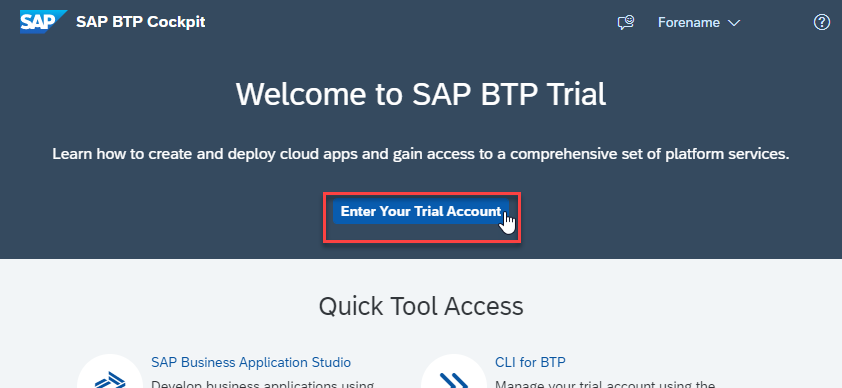 SAP SAP BTP Cockpit Forename
Welcome to SAP BTP Trial
Learn how to create and deploy cloud apps and gain access to a comprehensive set of platform services.
Enter Your Trial Account
Quick Tool Access
SAP Business Application Studio
Develop business applications using
CLI for BTP
Manage your trial account using the